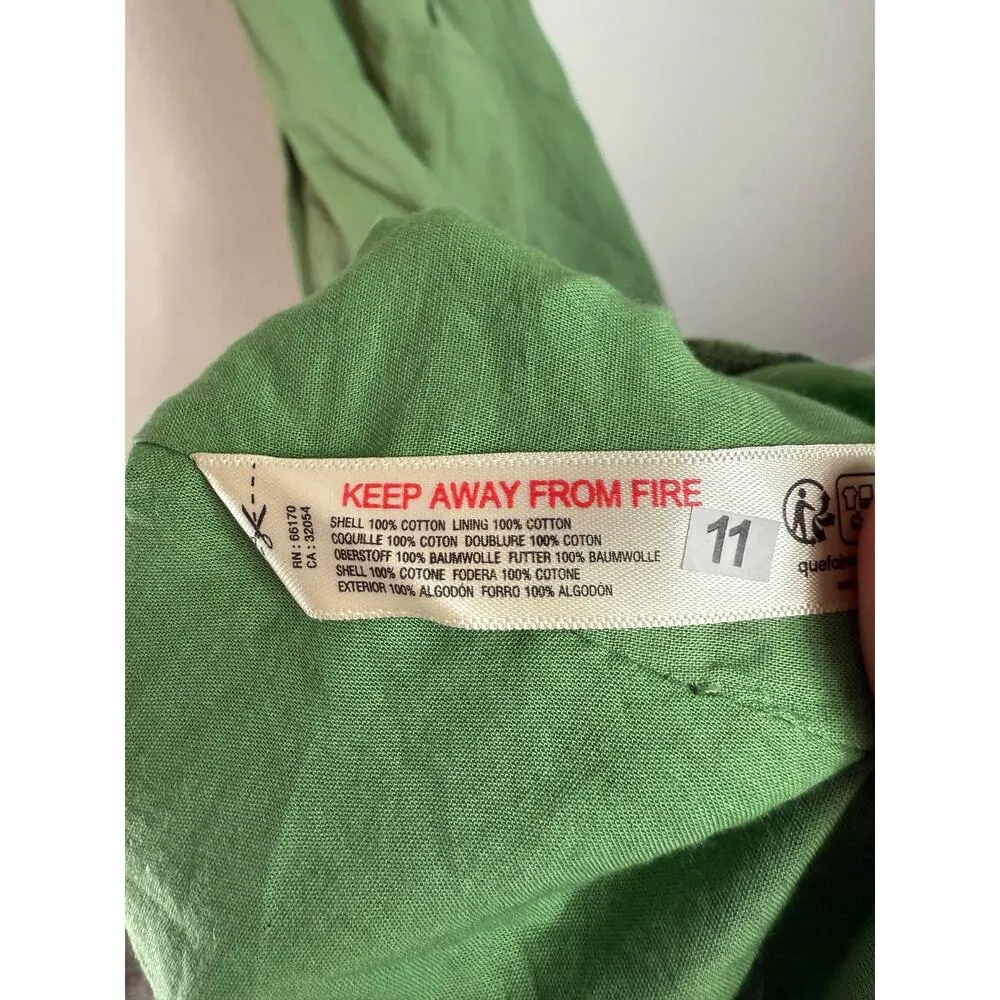 KEEP AWAY FROM FIRE
RN : 66170
CA : 32054
SHELL 100% COTTON LINING 100% COTTON
COQUILLE 100% COTON DOUBLURE 100% COTON
OBERSTOFF 100% BAUMWOLLE FUTTER 100% BAUMWOLLE
SHELL 100% COTONE FODERA 100% COTONE
EXTERIOR 100% ALGODÓN FORRO 100% ALGODÓN
11